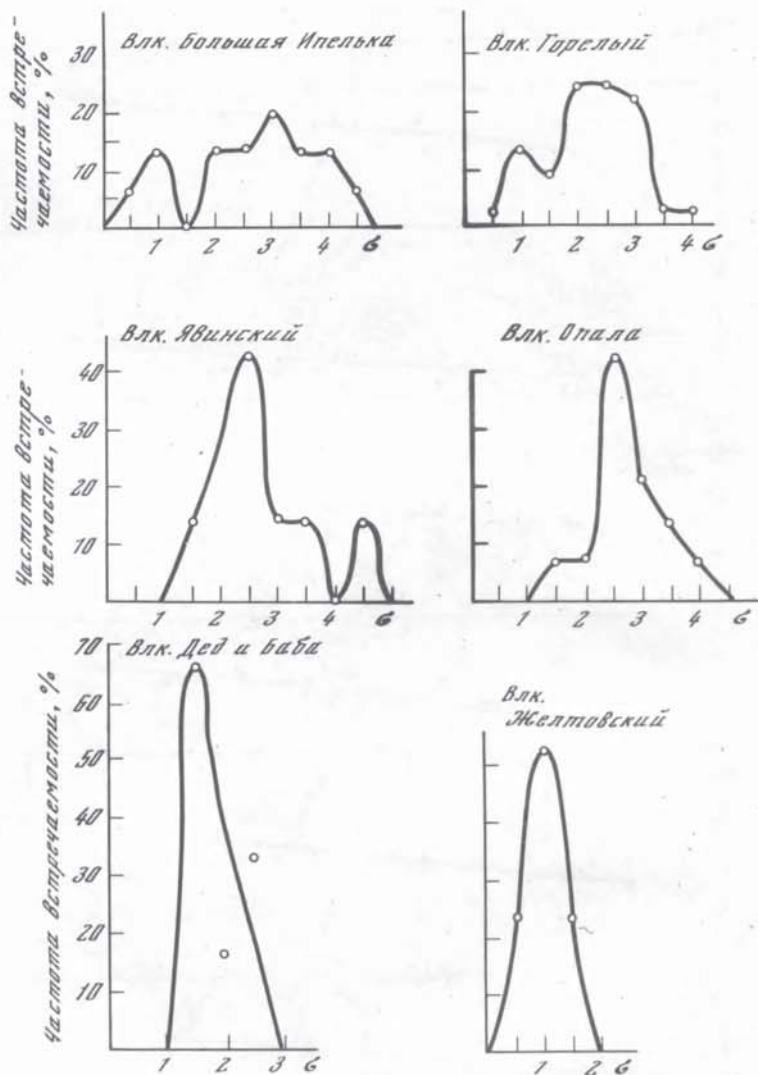 Частота встре-
чаемости, %
Влк. Большая Ипелька
30
20
10
1 2 3 4 б
Влк. Горелый
1 2 3 4 б
Частота встре-
чаемости, %
Влк. Явинский
40
30
20
10
1 2 3 4 б
Влк. Опала
1 2 3 4 б
Частота встречаемости, %
Влк. Дед и Баба
70
60
50
40
30
20
10
1 2 3 б
Влк.
Желтовский
1 2 б